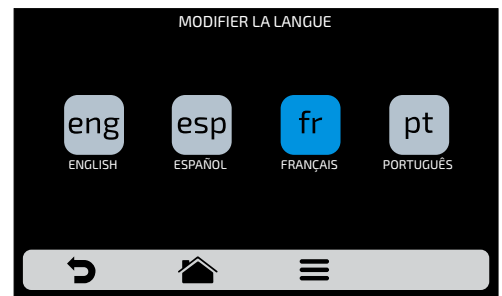 MODIFIER LA LANGUE
eng esp fr pt
ENGLISH ESPAÑOL FRANÇAIS PORTUGUÊS